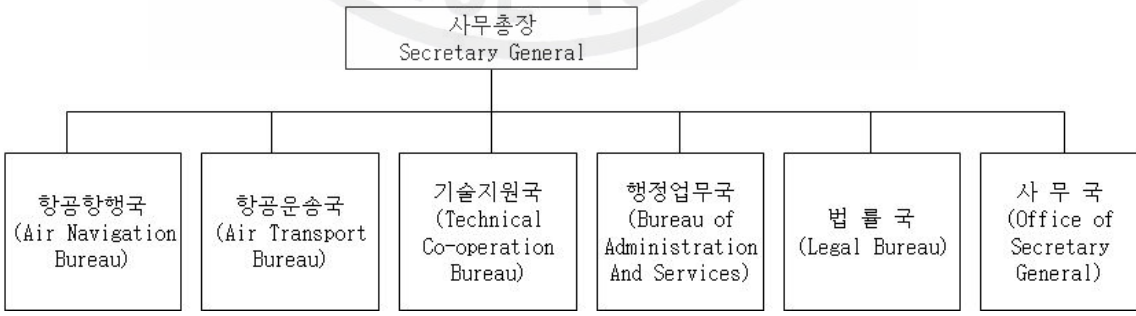 사무총장
Secretary General
항공항행국
(Air Navigation
Bureau)
항공운송국
(Air Transport
Bureau)
기술지원국
(Technical
Co-operation
Bureau)
행정업무국
(Bureau of
Administration
And Services)
법 률 국
(Legal Bureau)
사 무 국
(Office of
Secretary
General)